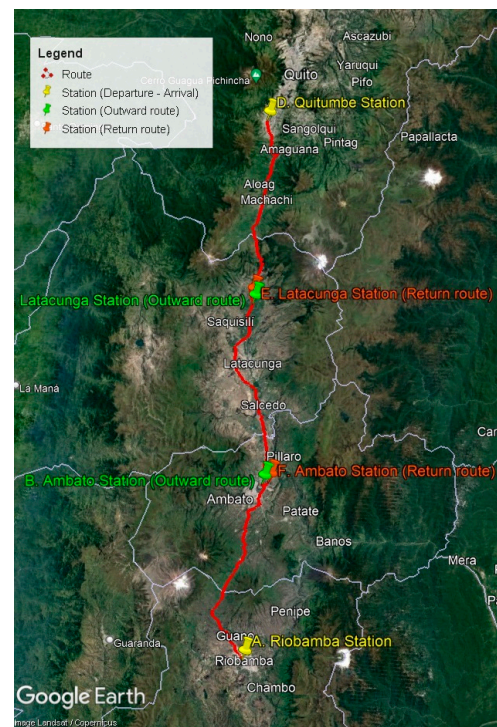 Nono
Ascazubi
Legend
Route
Station (Departure - Arrival)
Station (Outward route)
Station (Return route)
Cerro Guagua Pichincha
Quito
Yaruqui
Pifo
D. Quitumbe Station
Sangolqui
Pintag
Amaguana
Papallacta
Aloag
Machachi
Latacunga Station (Outward route)
E. Latacunga Station (Return route)
Saquisili
Latacunga
La Maná
Salcedo
Pillaro
B. Ambato Station (Outward route)
F. Ambato Station (Return route)
Ambato
Patate
Banos
Mera
Penipe
Guano
Guaranda
A. Riobamba Station
Riobamba
Chambo
Google Earth
Image Landsat / Copernicus